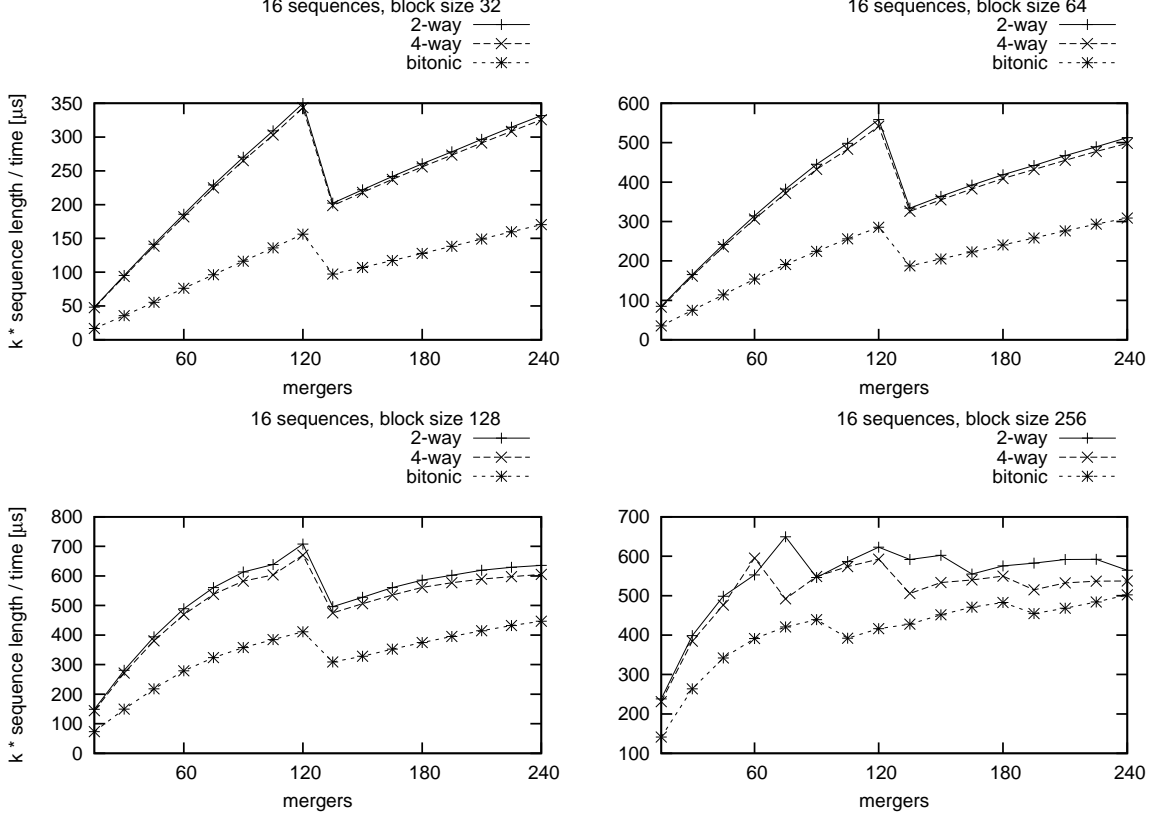 16 sequences, block size 32
2-way
4-way
bitonic
k * sequence length / time [µs]
350
300
250
200
150
100
50
0
60 120 180 240
mergers
16 sequences, block size 64
2-way
4-way
bitonic
600
500
400
300
200
100
0
60 120 180 240
mergers
16 sequences, block size 128
2-way
4-way
bitonic
k * sequence length / time [µs]
800
700
600
500
400
300
200
100
0
60 120 180 240
mergers
16 sequences, block size 256
2-way
4-way
bitonic
700
600
500
400
300
200
100
60 120 180 240
mergers